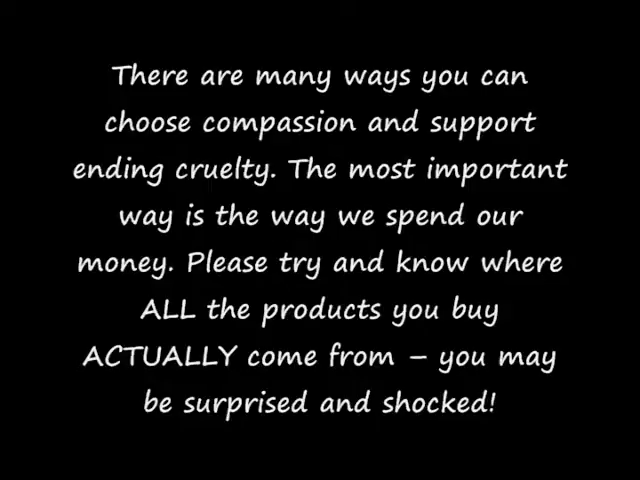 There are many ways you can
choose compassion and support
ending cruelty. The most important
way is the way we spend our
money. Please try and know where
ALL the products you buy
ACTUALLY come from – you may
be surprised and shocked!